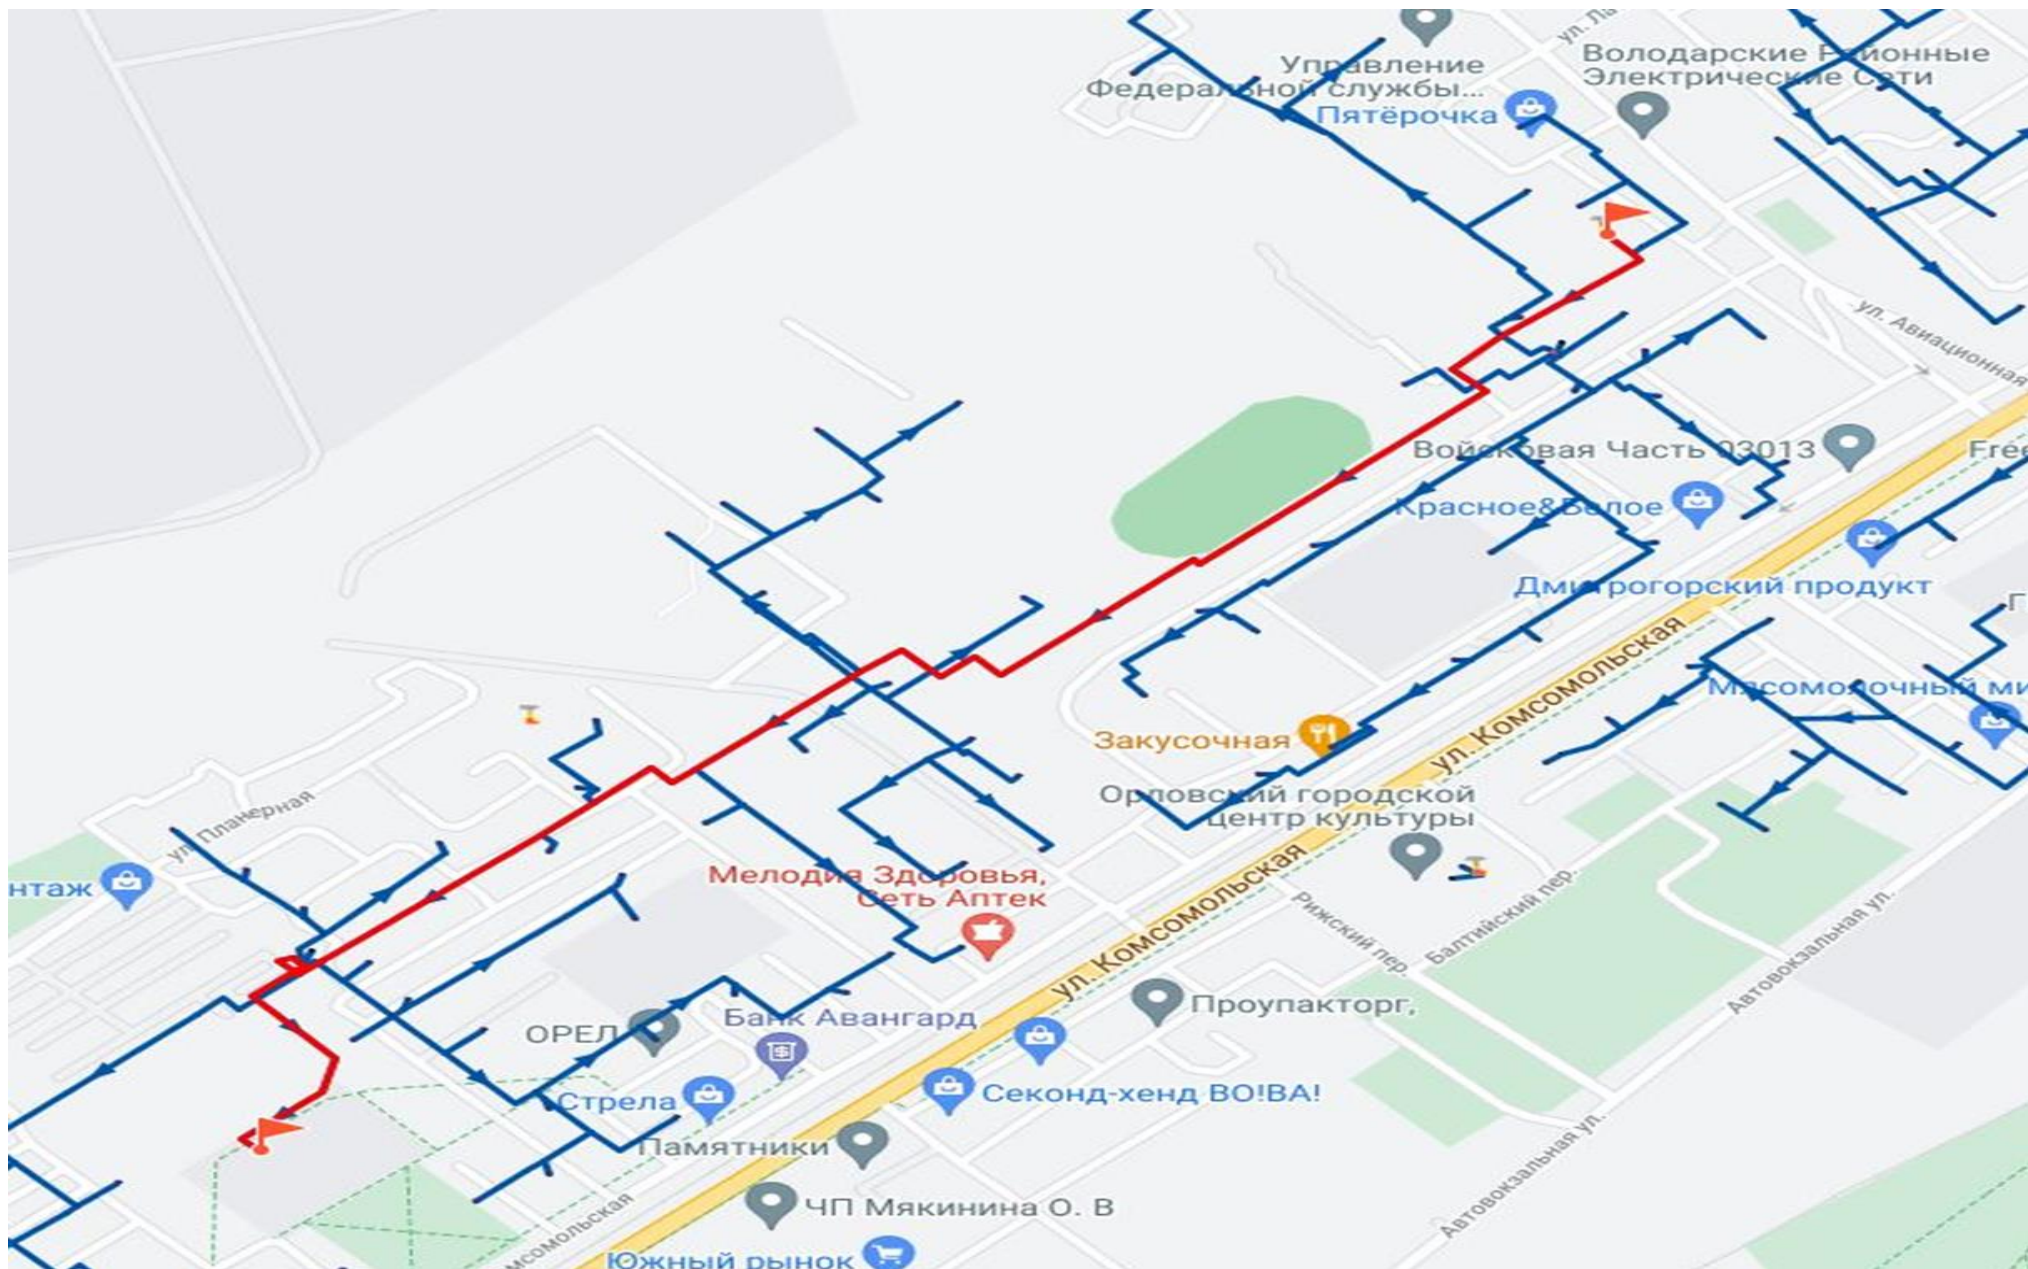 ул. Ла
Володарские Районные
Электрические Сети
Управление
Федеральной службы...
Пятёрочка
ул. Авиационная
Войсковая Часть 03013
Free
Красное&Белое
Дмитрогорский продукт
Г
ул. Комсомольская
Мясомолочный ми
Закусочная
Орловский городской
центр культуры
ул. Планерная
нтаж
Мелодия Здоровья,
Сеть Аптек
ул. Комсомольская
Рижский пер.
Балтийский пер.
Автовокзальная ул.
Проупакторг,
ОРЕЛ
Банк Авангард
Стрела
Секонд-хенд ВО!ВА!
Памятники
Автовокзальная ул.
ЧП Мякинина О. В
мсомольская
Южный рынок